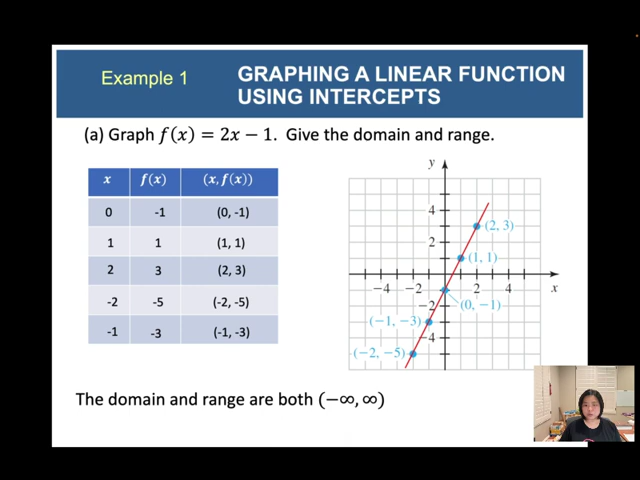 Example 1
GRAPHING A LINEAR FUNCTION
USING INTERCEPTS
(a) Graph f(x) = 2x − 1. Give the domain and range.
x f(x) (x, f(x))
0 -1 (0, -1)
1 1 (1, 1)
2 3 (2, 3)
-2 -5 (-2, -5)
-1 -3 (-1, -3)
y
4
(2, 3)
2
(1, 1)
−4 −2 2 4 x
−2 (0, −1)
(−1, −3)
−4
(−2, −5)
The domain and range are both (−∞, ∞)